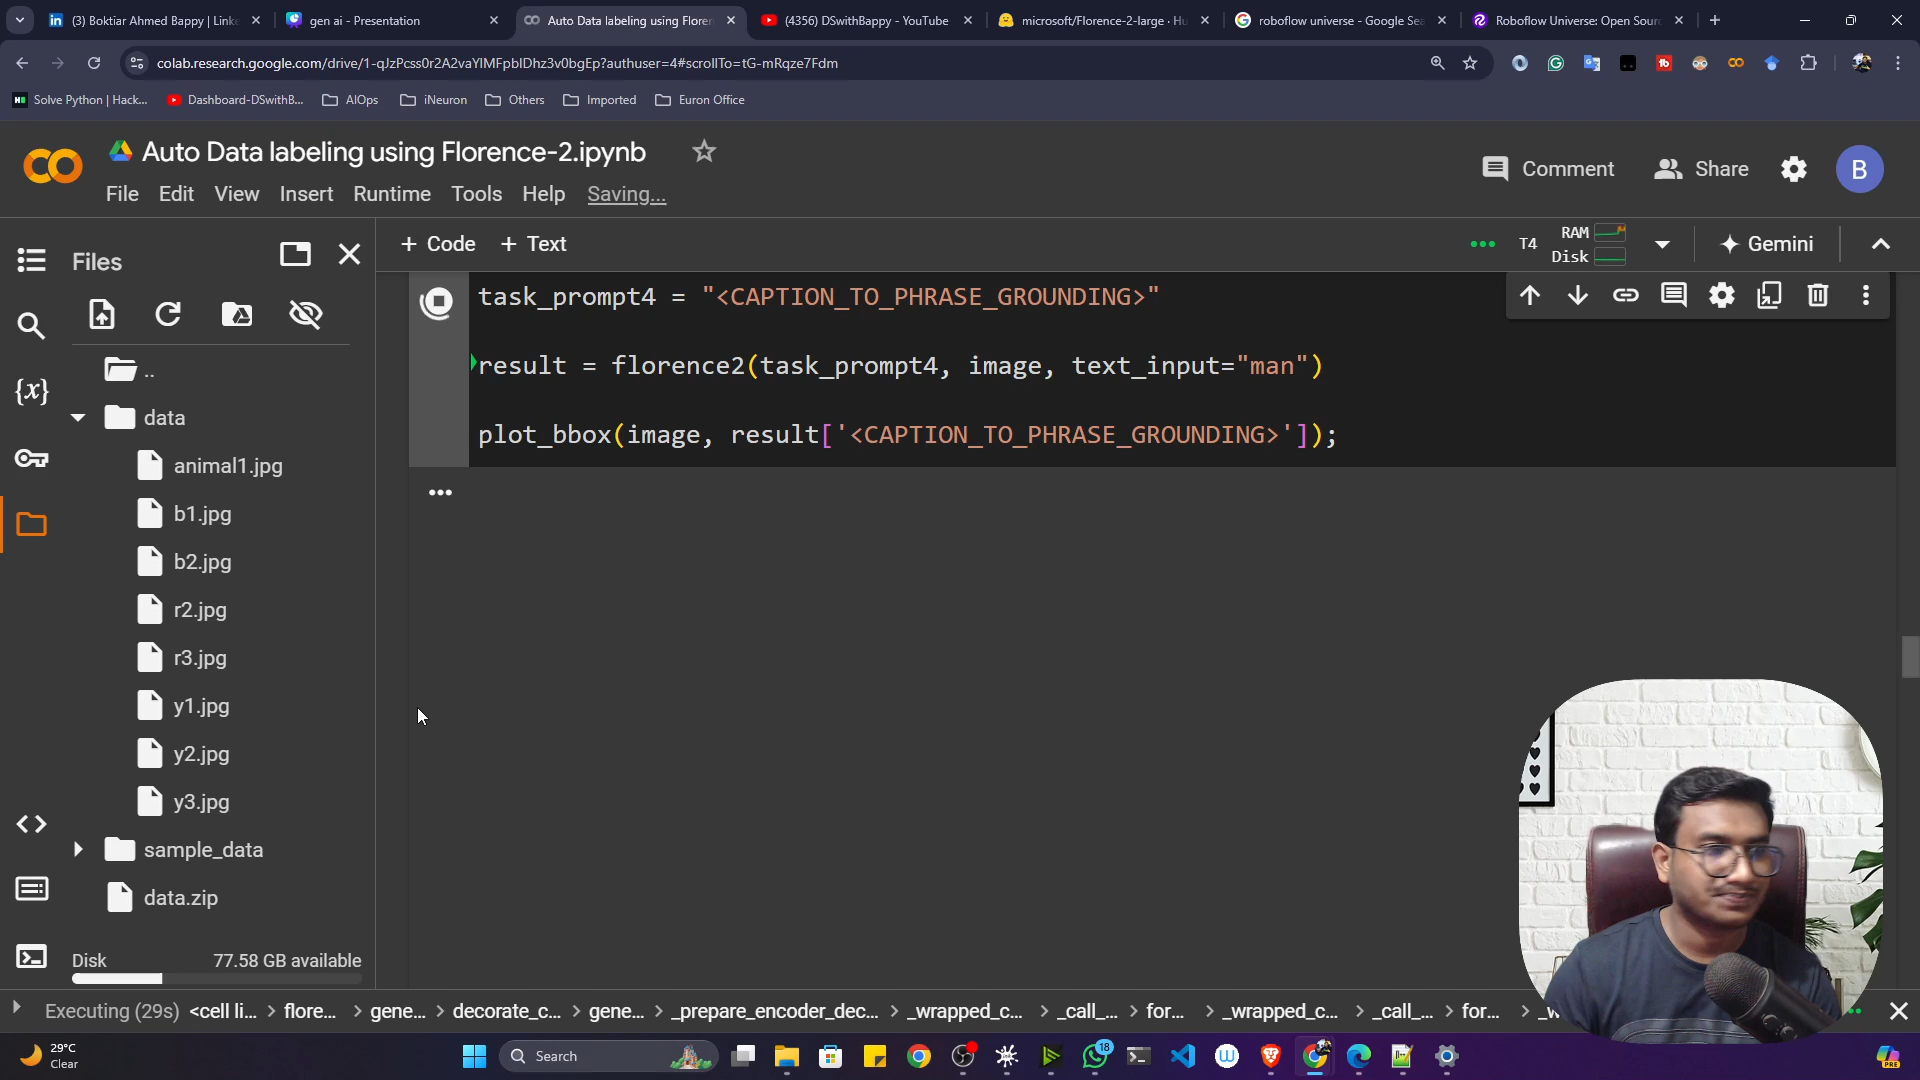 (3) Boktiar Ahmed Bappy | Linke
gen ai - Presentation
Auto Data labeling using Floren
(4356) DSwithBappy - YouTube
microsoft/Florence-2-large · Hu
roboflow universe - Google Sea
Roboflow Universe: Open Sourc
colab.research.google.com/drive/1-qJzPcss0r2A2vaYlMFpbIDhz3v0bgEp?authuser=4#scrollTo=tG-mRqze7Fdm
Solve Python | Hack...
Dashboard-DSwithB...
AIOps
iNeuron
Others
Imported
Euron Office
Auto Data labeling using Florence-2.ipynb
File Edit View Insert Runtime Tools Help Saving...
Comment
Share
B
Files
+ Code + Text
T4
RAM
Disk
Gemini
task_prompt4 = "<CAPTION_TO_PHRASE_GROUNDING>"
result = florence2(task_prompt4, image, text_input="man")
plot_bbox(image, result['<CAPTION_TO_PHRASE_GROUNDING>']);
..
data
animal1.jpg
b1.jpg
b2.jpg
r2.jpg
r3.jpg
y1.jpg
y2.jpg
y3.jpg
sample_data
data.zip
Disk 77.58 GB available
Executing (29s) <cell li... > flore... > gene... > decorate_c... > gene... > _prepare_encoder_dec... > _wrapped_c... > _call_... > for... > _wrapped_c... > _call_... > for... > _w
29°C
Clear
Search
18